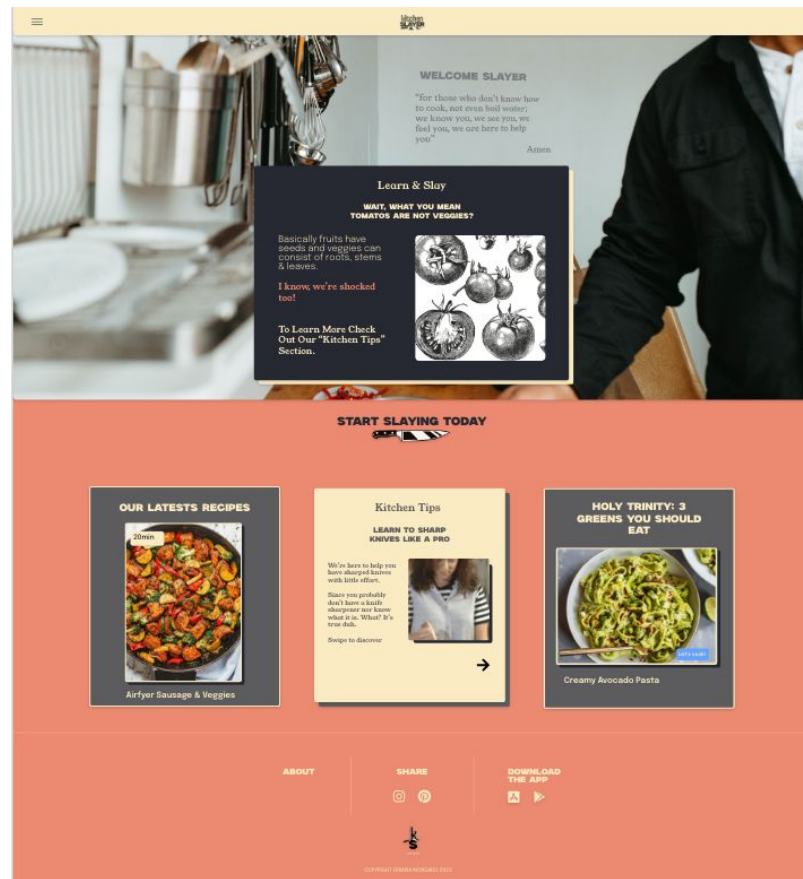 kitchen
SLAYER
WELCOME SLAYER
"For those who don't know how
to cook, not even boil water;
we know you, we see you, we
feel you, we are here to help
you"
Amen
Learn & Slay
WAIT, WHAT YOU MEAN
TOMATOS ARE NOT VEGGIES?
Basically fruits have
seeds and veggies can
consist of roots, stems
& leaves.
I know, we're shocked
too!
To Learn More Check
Out Our "Kitchen Tips"
Section.
START SLAYING TODAY
OUR LATESTS RECIPES
20min
Airfyer Sausage & Veggies
Kitchen Tips
LEARN TO SHARP
KNIVES LIKE A PRO
We're here to help you
have sharped knives
with little effort.
Since you probably
don't have a knife
sharpener nor know
what it is. What? It's
true duh.
Swipe to discover
HOLY TRINITY: 3
GREENS YOU SHOULD
EAT
Creamy Avocado Pasta
ABOUT
SHARE
DOWNLOAD
THE APP
KS
COPYRIGHT